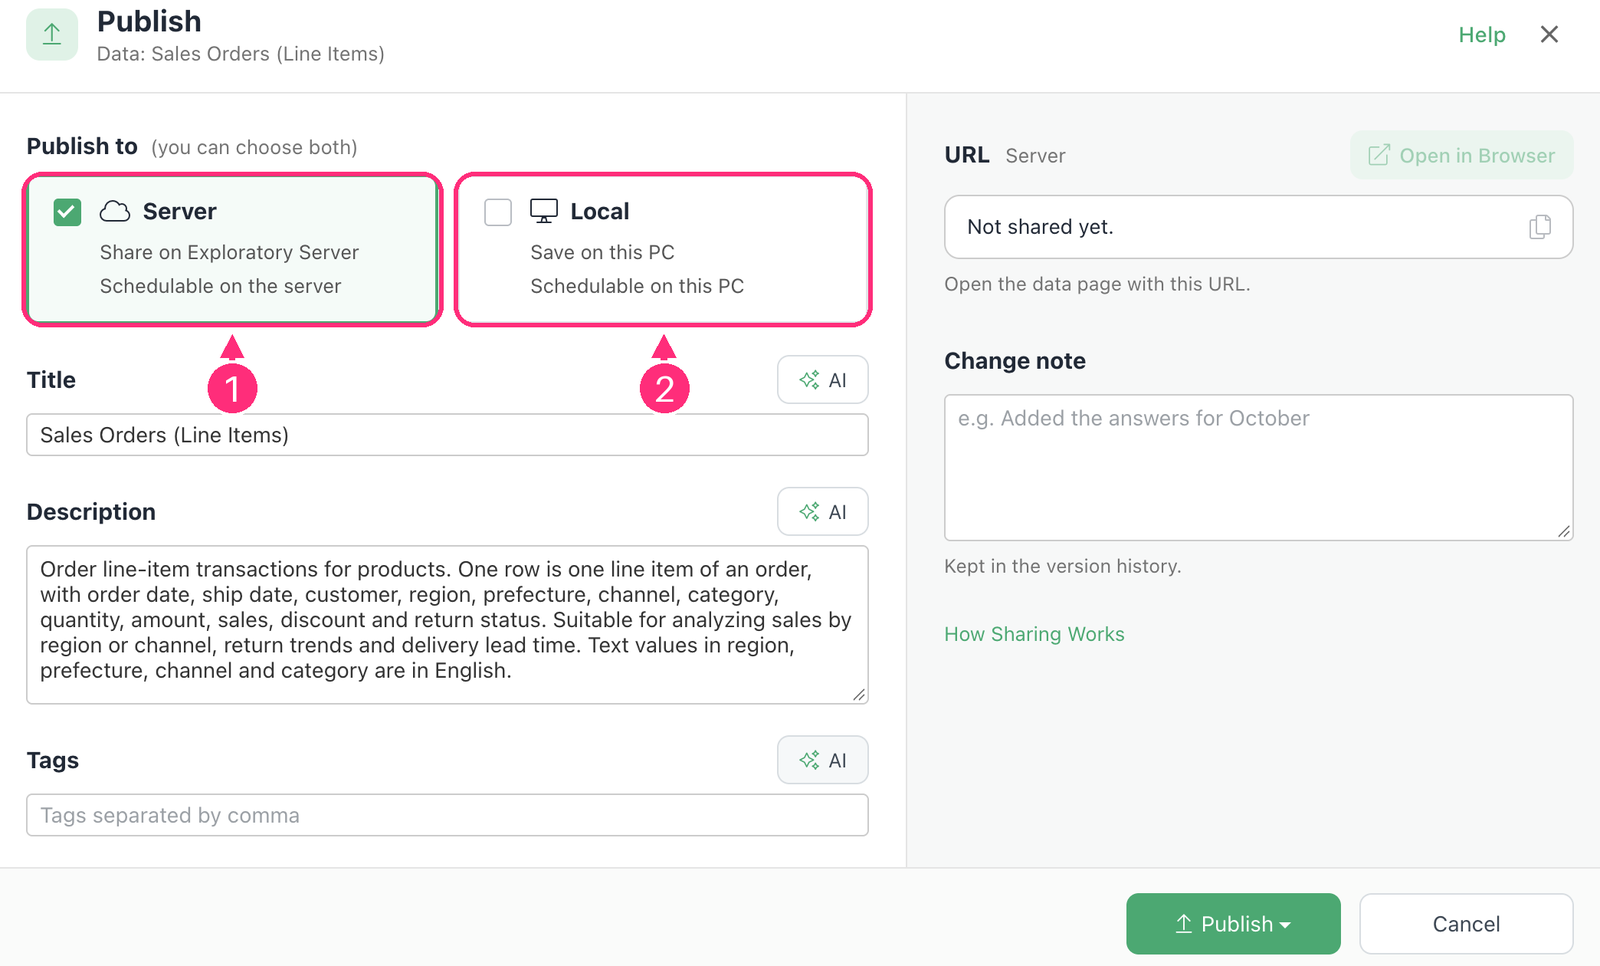 Publish
Data: Sales Orders (Line Items)
Help
Publish to (you can choose both)
Server
Share on Exploratory Server
Schedulable on the server
Local
Save on this PC
Schedulable on this PC
1
2
Title
AI
Sales Orders (Line Items)
Description
AI
Order line-item transactions for products. One row is one line item of an order,
with order date, ship date, customer, region, prefecture, channel, category,
quantity, amount, sales, discount and return status. Suitable for analyzing sales by
region or channel, return trends and delivery lead time. Text values in region,
prefecture, channel and category are in English.
Tags
AI
Tags separated by comma
URL Server
Open in Browser
Not shared yet.
Open the data page with this URL.
Change note
e.g. Added the answers for October
Kept in the version history.
How Sharing Works
Publish
Cancel